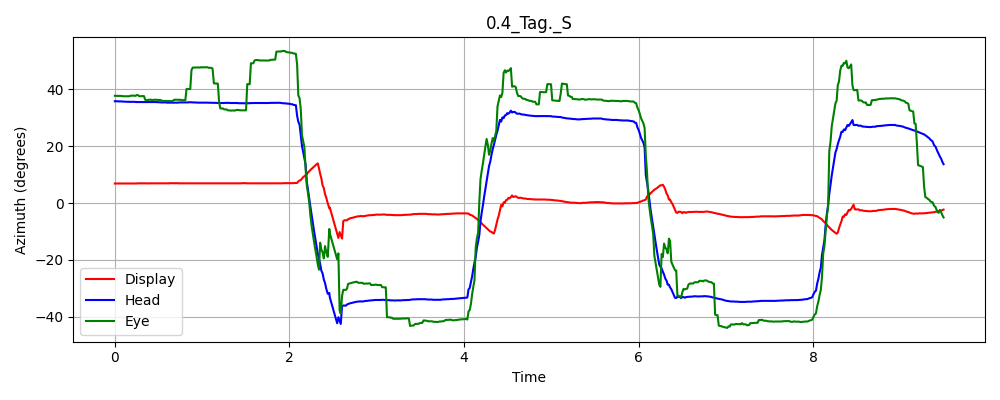 0.4_Tag._S
Azimuth (degrees)
40
20
0
−20
−40
Display
Head
Eye
0 2 4 6 8
Time